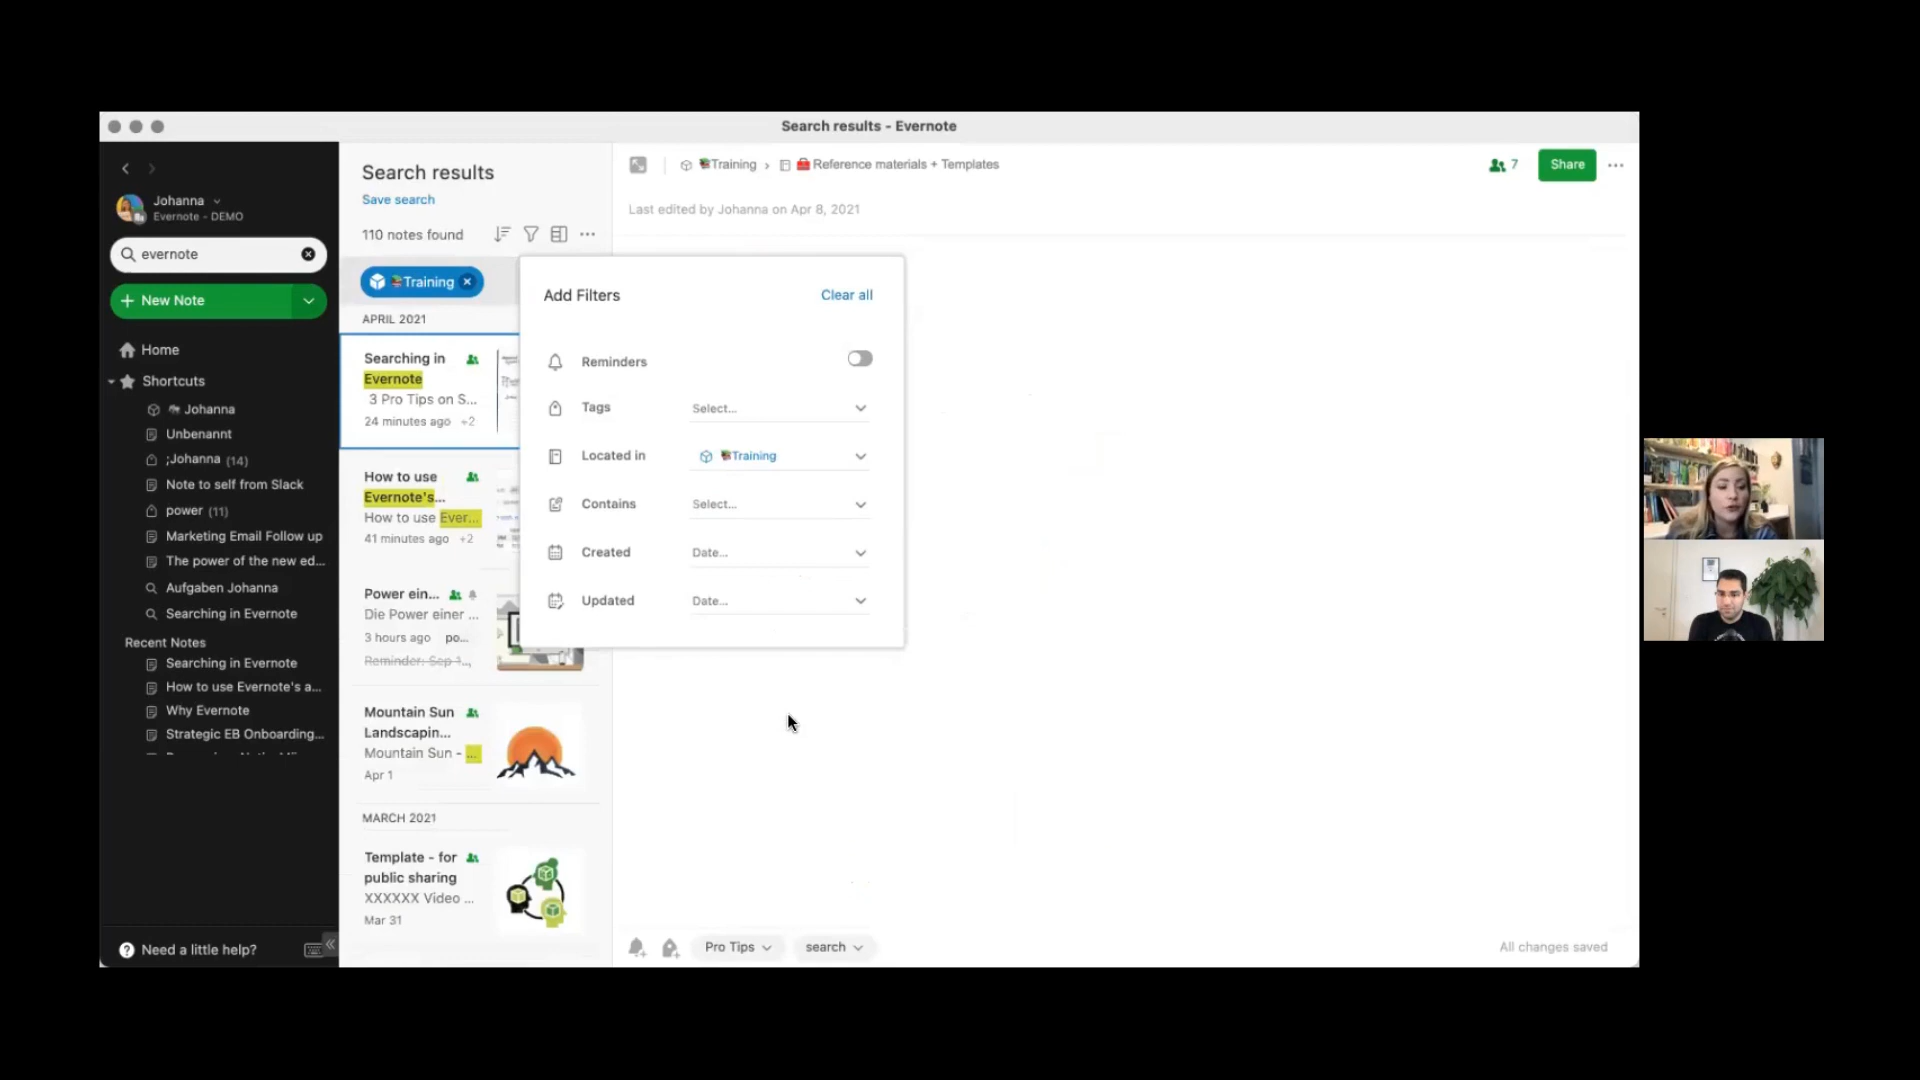 Search results - Evernote
Johanna
Evernote - DEMO
evernote
New Note
Home
Shortcuts
Johanna
Unbenannt
;Johanna (14)
Note to self from Slack
power (11)
Marketing Email Follow up
The power of the new ed...
Aufgaben Johanna
Searching in Evernote
Recent Notes
Searching in Evernote
How to use Evernote's a...
Why Evernote
Strategic EB Onboarding...
Need a little help?
Search results
Save search
110 notes found
Training
APRIL 2021
Searching in
Evernote
3 Pro Tips on S...
24 minutes ago +2
How to use
Evernote's...
How to use Ever...
41 minutes ago +2
Power ein...
Die Power einer ...
3 hours ago po...
Reminder: Sep 1...,
Mountain Sun
Landscapin...
Mountain Sun - ...
Apr 1
MARCH 2021
Template - for
public sharing
XXXXXX Video ...
Mar 31
Training > Reference materials + Templates
7
Share
Last edited by Johanna on Apr 8, 2021
Add Filters
Clear all
Reminders
Tags Select...
Located in Training
Contains Select...
Created Date...
Updated Date...
Pro Tips
search
All changes saved